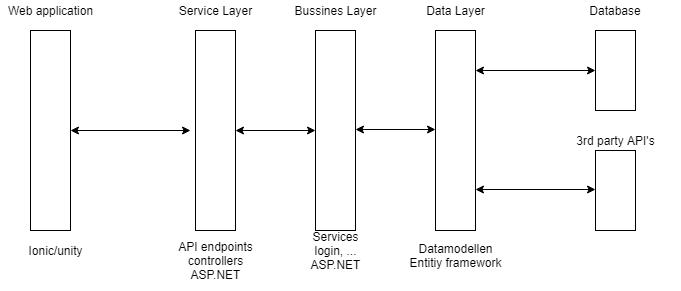 Web application
Service Layer
Bussines Layer
Data Layer
Database
3rd party API's
Ionic/unity
API endpoints
controllers
ASP.NET
Services
login, ...
ASP.NET
Datamodellen
Entitiy framework